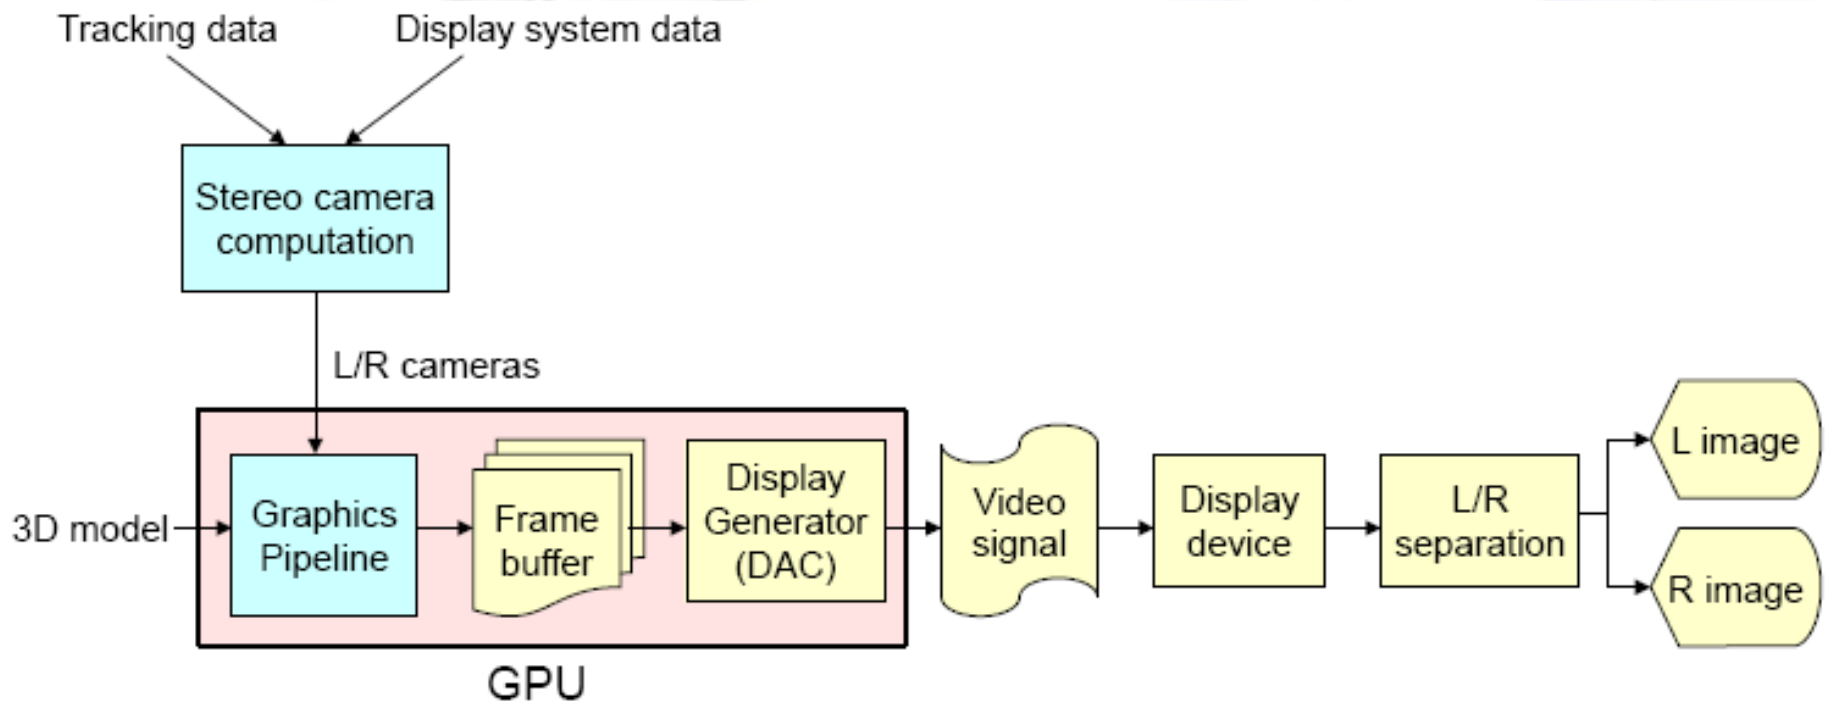 Tracking data
Display system data
Stereo camera
computation
L/R cameras
3D model
Graphics
Pipeline
Frame
buffer
Display
Generator
(DAC)
Video
signal
Display
device
L/R
separation
L image
R image
GPU